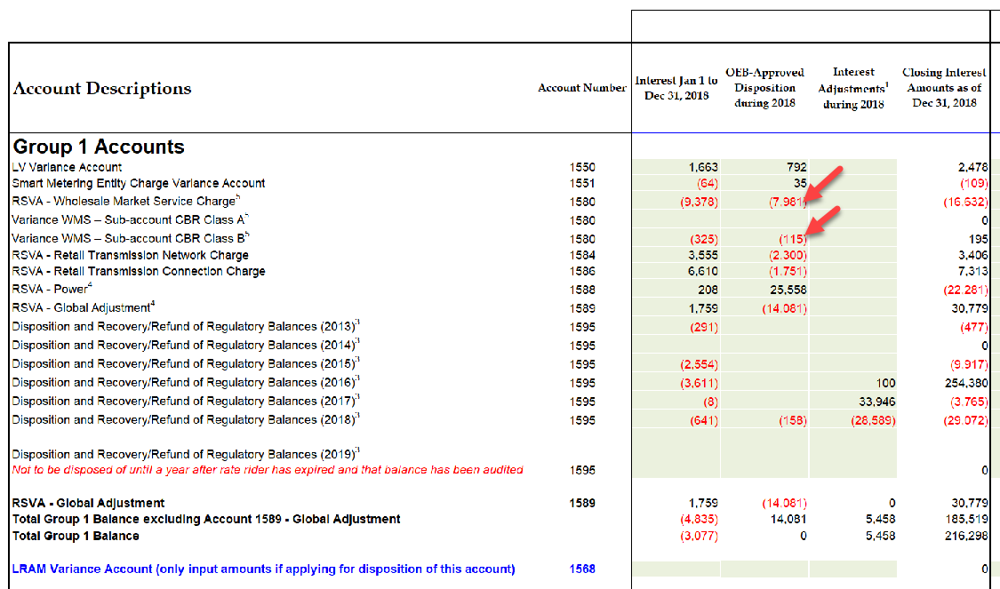 Account Descriptions Account Number Interest Jan 1 to Dec 31, 2018 OEB-Approved Disposition during 2018 Interest Adjustments¹ during 2018 Closing Interest Amounts as of Dec 31, 2018
Group 1 Accounts
LV Variance Account 1550 1,663 792 2,478
Smart Metering Entity Charge Variance Account 1551 (64) 35 (109)
RSVA - Wholesale Market Service Charge⁵ 1580 (9,378) (7,981) (16,632)
Variance WMS – Sub-account CBR Class A⁵ 1580 0
Variance WMS – Sub-account CBR Class B⁵ 1580 (325) (115) 195
RSVA - Retail Transmission Network Charge 1584 3,555 (2,300) 3,406
RSVA - Retail Transmission Connection Charge 1586 6,610 (1,751) 7,313
RSVA - Power⁴ 1588 208 25,558 (22,281)
RSVA - Global Adjustment⁴ 1589 1,759 (14,081) 30,779
Disposition and Recovery/Refund of Regulatory Balances (2013)³ 1595 (291) (477)
Disposition and Recovery/Refund of Regulatory Balances (2014)³ 1595 0
Disposition and Recovery/Refund of Regulatory Balances (2015)³ 1595 (2,554) (9,917)
Disposition and Recovery/Refund of Regulatory Balances (2016)³ 1595 (3,611) 100 254,380
Disposition and Recovery/Refund of Regulatory Balances (2017)³ 1595 (8) 33,946 (3,765)
Disposition and Recovery/Refund of Regulatory Balances (2018)³ 1595 (641) (158) (28,589) (29,072)
Disposition and Recovery/Refund of Regulatory Balances (2019)³
Not to be disposed of until a year after rate rider has expired and that balance has been audited 1595 0
RSVA - Global Adjustment 1589 1,759 (14,081) 0 30,779
Total Group 1 Balance excluding Account 1589 - Global Adjustment (4,835) 14,081 5,458 185,519
Total Group 1 Balance (3,077) 0 5,458 216,298
LRAM Variance Account (only input amounts if applying for disposition of this account) 1568 0